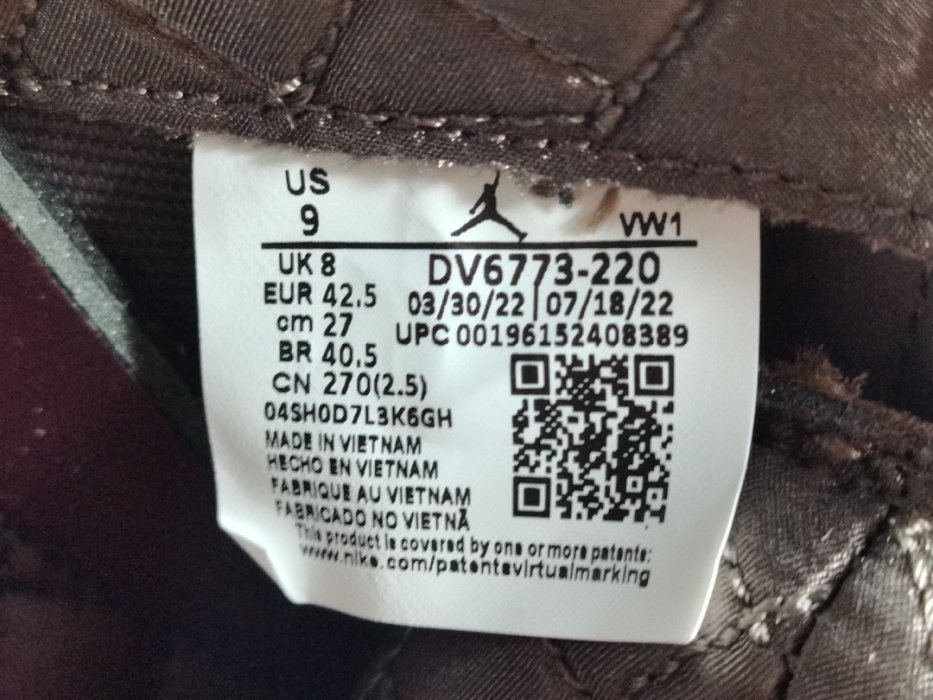 US
9
VW1
UK 8
EUR 42.5
cm 27
BR 40.5
CN 270(2.5)
DV6773-220
03/30/22|07/18/22
UPC 00196152408389
04SH0D7L3K6GH
MADE IN VIETNAM
HECHO EN VIETNAM
FABRIQUE AU VIETNAM
FABRICADO NO VIETNÃ
This product is covered by one or more patents:
www.nike.com/patentsvirtualmarking